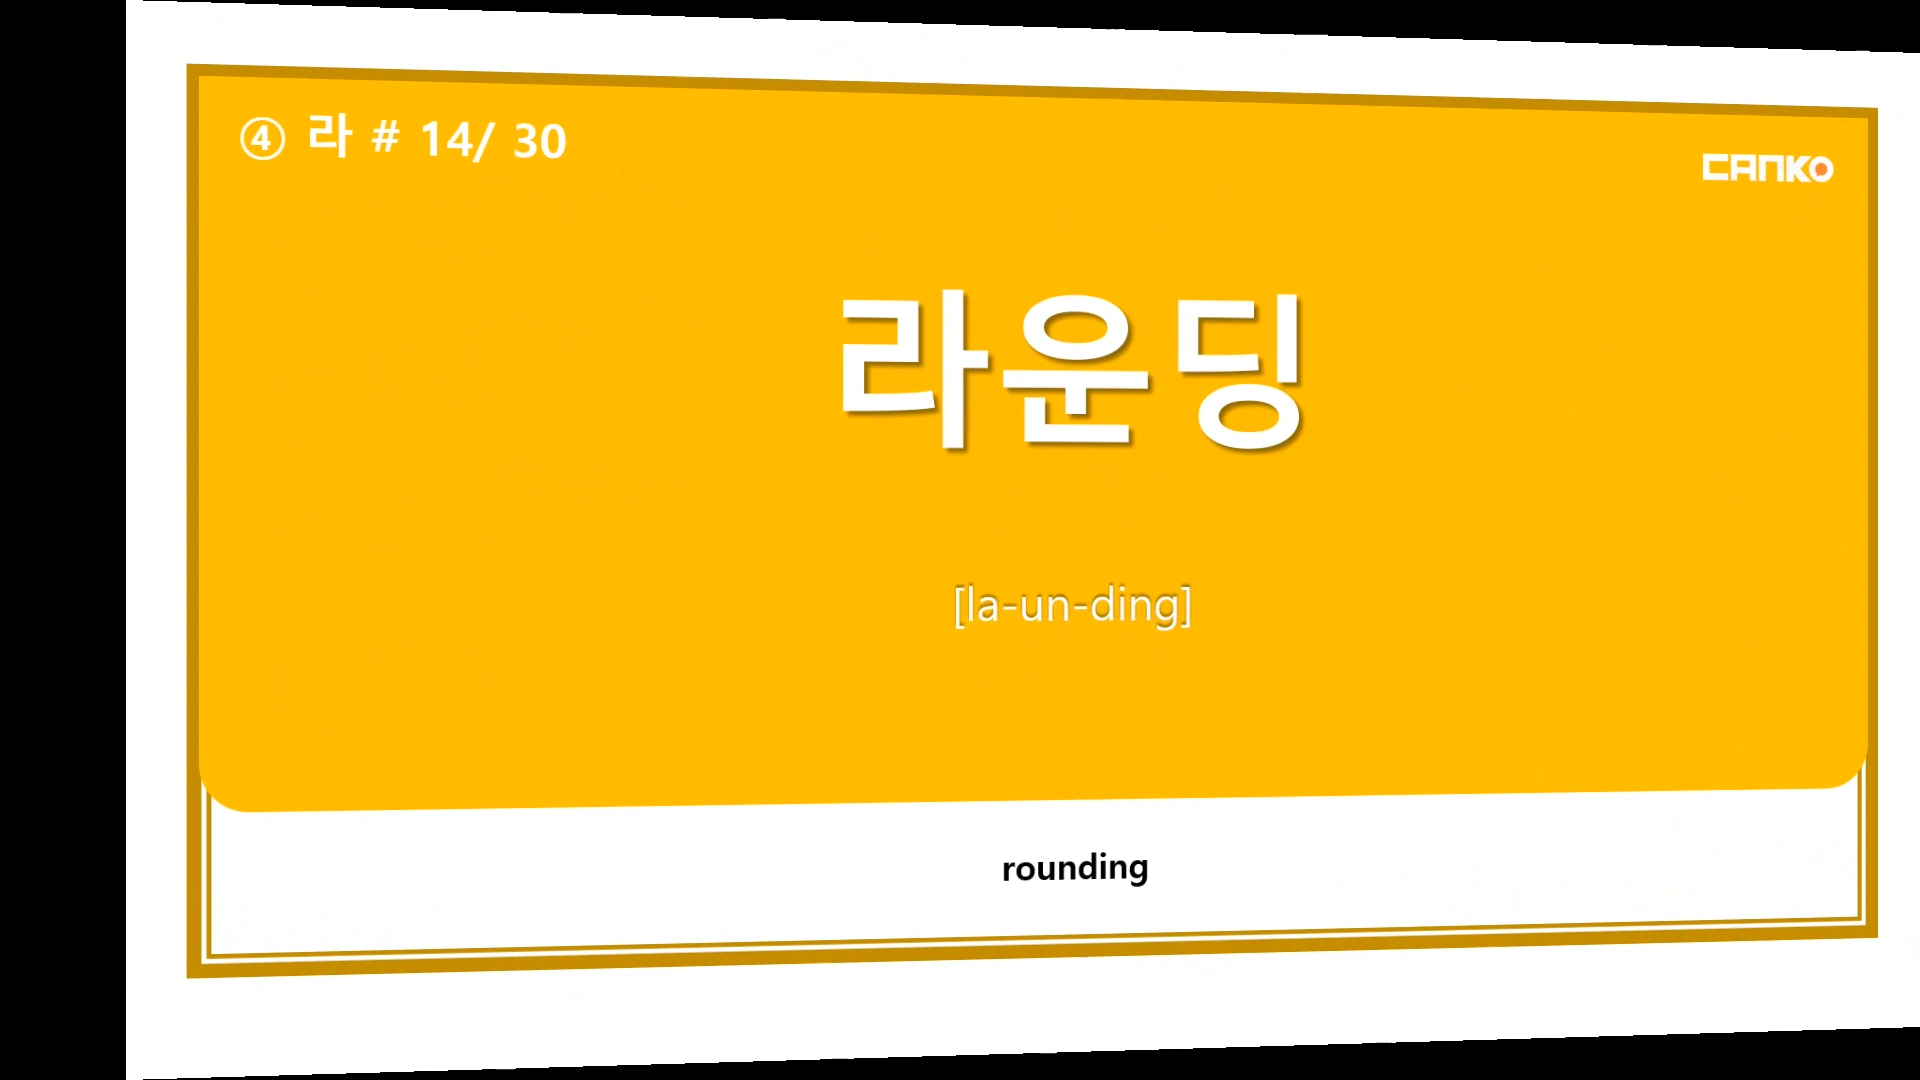 ④ 라 # 14/ 30
CANKO
라운딩
[la-un-ding]
rounding